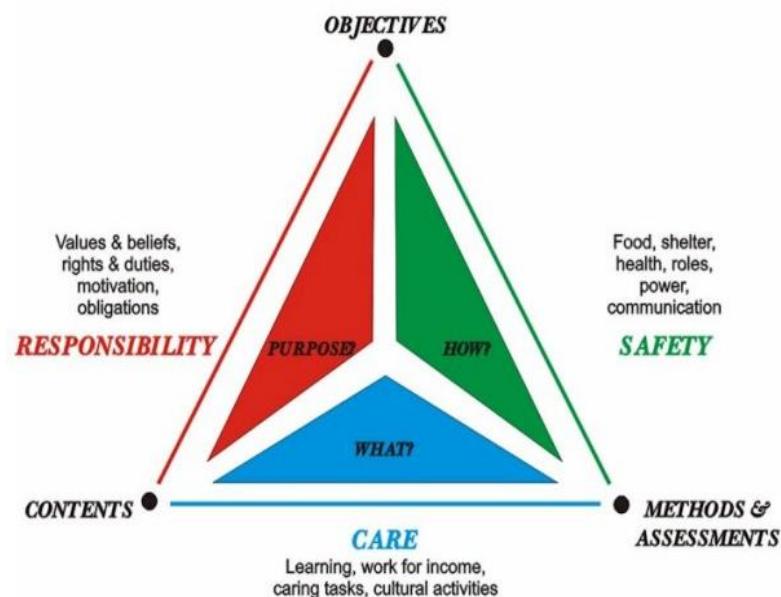 OBJECTIVES
Values & beliefs,
rights & duties,
motivation,
obligations
RESPONSIBILITY
Food, shelter,
health, roles,
power,
communication
SAFETY
PURPOSE?
HOW?
WHAT?
CONTENTS
METHODS &
ASSESSMENTS
CARE
Learning, work for income,
caring tasks, cultural activities